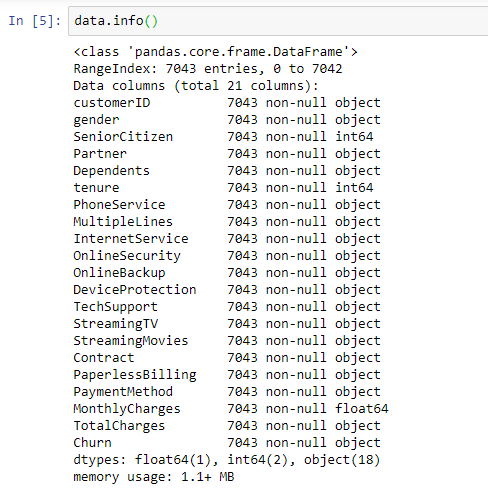 In [5]: data.info()
<class 'pandas.core.frame.DataFrame'>
RangeIndex: 7043 entries, 0 to 7042
Data columns (total 21 columns):
customerID          7043 non-null object
gender              7043 non-null object
SeniorCitizen       7043 non-null int64
Partner             7043 non-null object
Dependents          7043 non-null object
tenure              7043 non-null int64
PhoneService        7043 non-null object
MultipleLines       7043 non-null object
InternetService     7043 non-null object
OnlineSecurity      7043 non-null object
OnlineBackup        7043 non-null object
DeviceProtection    7043 non-null object
TechSupport         7043 non-null object
StreamingTV         7043 non-null object
StreamingMovies     7043 non-null object
Contract            7043 non-null object
PaperlessBilling    7043 non-null object
PaymentMethod       7043 non-null object
MonthlyCharges      7043 non-null float64
TotalCharges        7043 non-null object
Churn               7043 non-null object
dtypes: float64(1), int64(2), object(18)
memory usage: 1.1+ MB